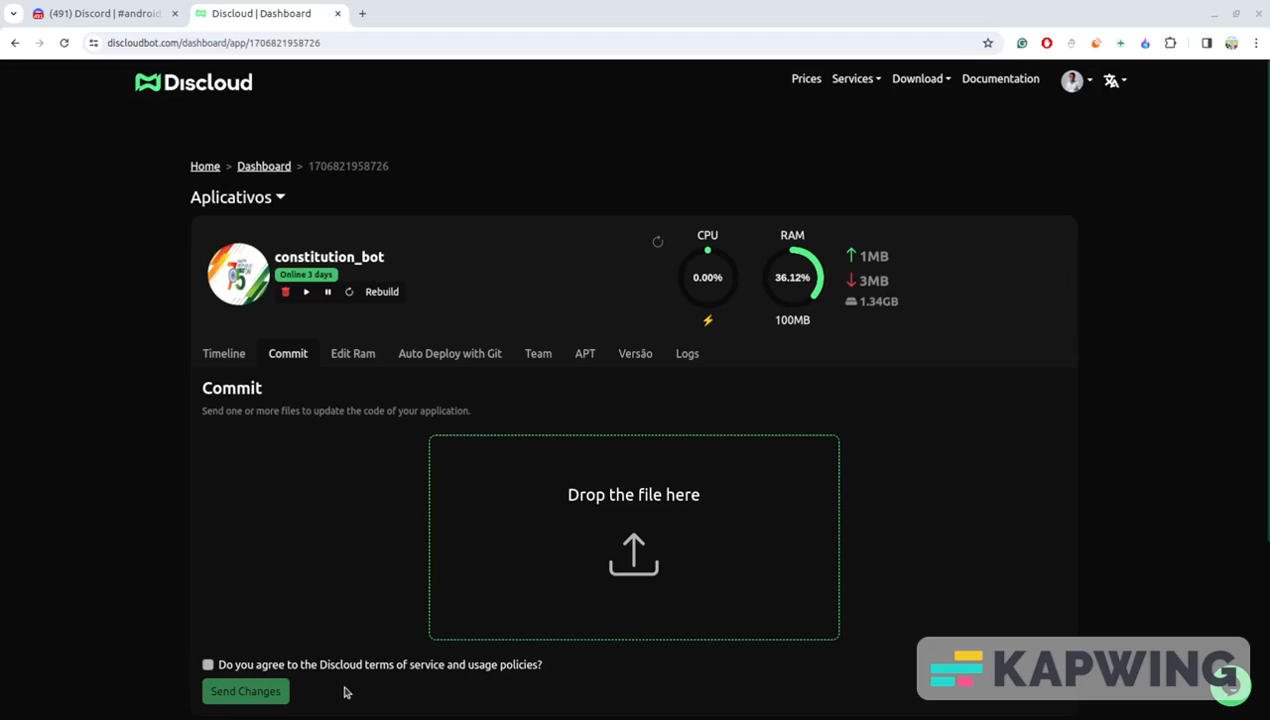 (491) Discord | #android
Discloud | Dashboard
discloudbot.com/dashboard/app/1706821958726
Discloud
Prices Services Download Documentation
Home > Dashboard > 1706821958726
Aplicativos
constitution_bot
Online 3 days
Rebuild
CPU
0.00%
RAM
36.12%
100MB
1MB
3MB
1.34GB
Timeline Commit Edit Ram Auto Deploy with Git Team APT Versão Logs
Commit
Send one or more files to update the code of your application.
Drop the file here
Do you agree to the Discloud terms of service and usage policies?
Send Changes
KAPWING